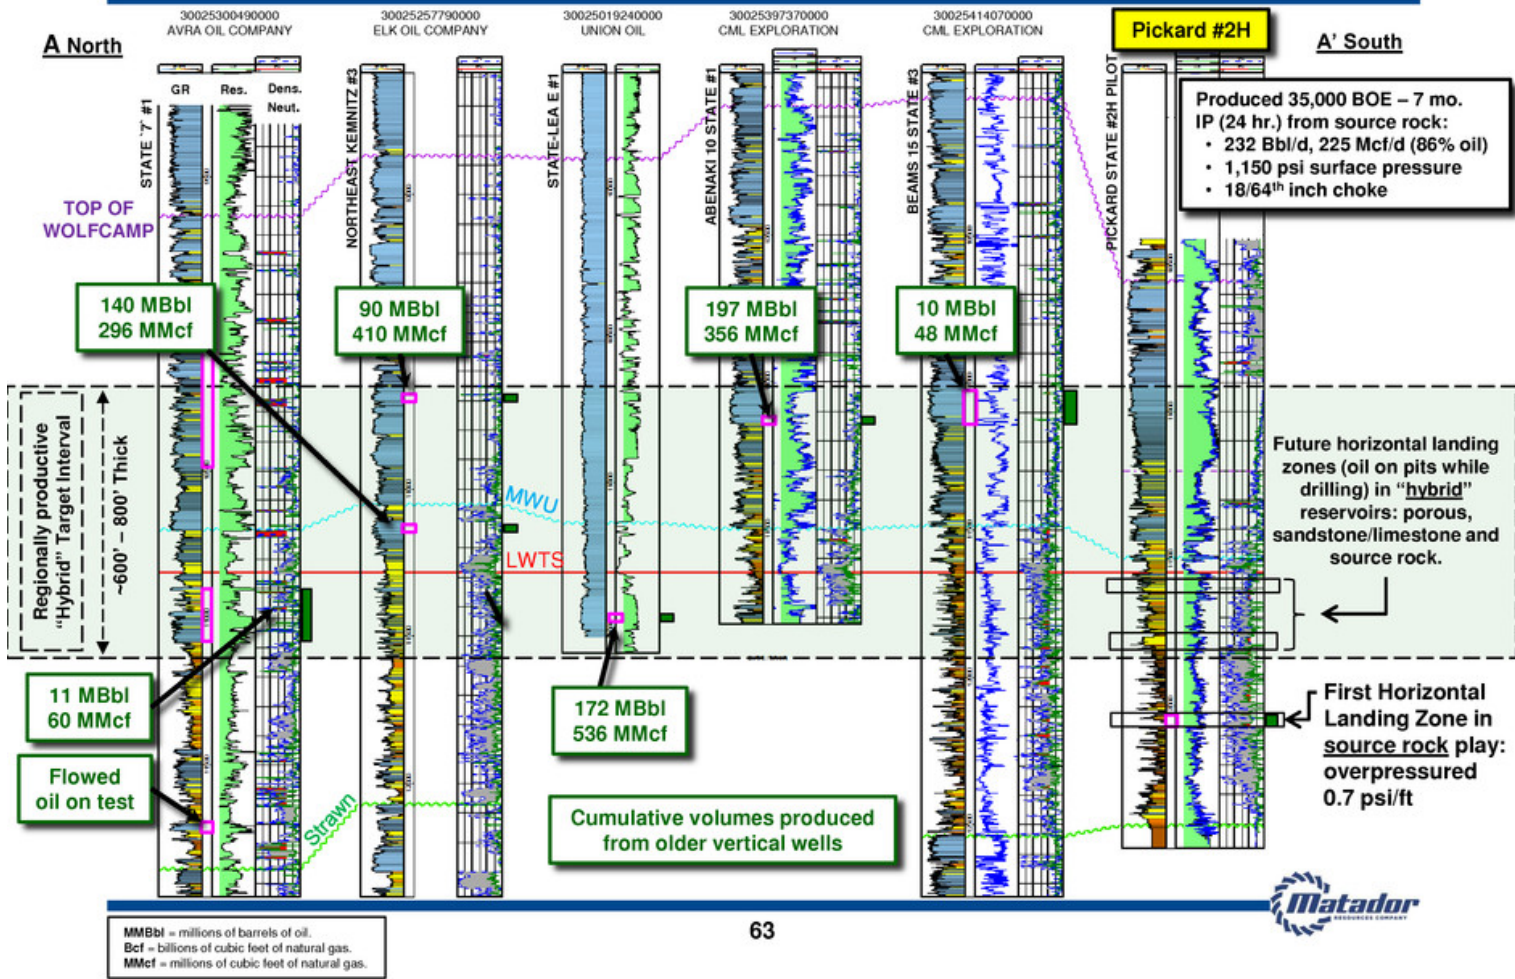 30025300490000
AVRA OIL COMPANY
30025257790000
ELK OIL COMPANY
30025019240000
UNION OIL
30025397370000
CML EXPLORATION
30025414070000
CML EXPLORATION
Pickard #2H
A North
A' South
GR
Res.
Dens.
Neut.
STATE '7' #1
NORTHEAST KEMNITZ #3
STATE-LEA E #1
ABENAKI 10 STATE #1
BEAMS 15 STATE #3
PICKARD STATE #2H PILOT
Produced 35,000 BOE – 7 mo.
IP (24 hr.) from source rock:
• 232 Bbl/d, 225 Mcf/d (86% oil)
• 1,150 psi surface pressure
• 18/64th inch choke
TOP OF
WOLFCAMP
140 MBbl
296 MMcf
90 MBbl
410 MMcf
197 MBbl
356 MMcf
10 MBbl
48 MMcf
Regionally productive
"Hybrid" Target Interval
~600' – 800' Thick
MWU
LWTS
Future horizontal landing
zones (oil on pits while
drilling) in "hybrid"
reservoirs: porous,
sandstone/limestone and
source rock.
11 MBbl
60 MMcf
172 MBbl
536 MMcf
First Horizontal
Landing Zone in
source rock play:
overpressured
0.7 psi/ft
Flowed
oil on test
Strawn
Cumulative volumes produced
from older vertical wells
Matador
RESOURCES COMPANY
63
MMBbl = millions of barrels of oil.
Bcf = billions of cubic feet of natural gas.
MMcf = millions of cubic feet of natural gas.